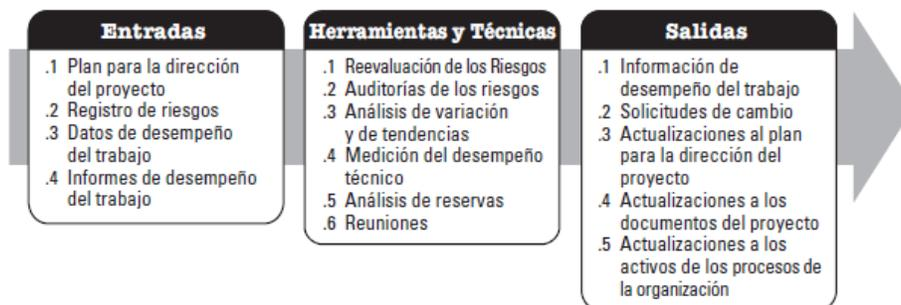 Entradas
.1 Plan para la dirección
del proyecto
.2 Registro de riesgos
.3 Datos de desempeño
del trabajo
.4 Informes de desempeño
del trabajo
Herramientas y Técnicas
.1 Reevaluación de los Riesgos
.2 Auditorías de los riesgos
.3 Análisis de variación
y de tendencias
.4 Medición del desempeño
técnico
.5 Análisis de reservas
.6 Reuniones
Salidas
.1 Información de
desempeño del trabajo
.2 Solicitudes de cambio
.3 Actualizaciones al plan
para la dirección del
proyecto
.4 Actualizaciones a los
documentos del proyecto
.5 Actualizaciones a los
activos de los procesos de
la organización